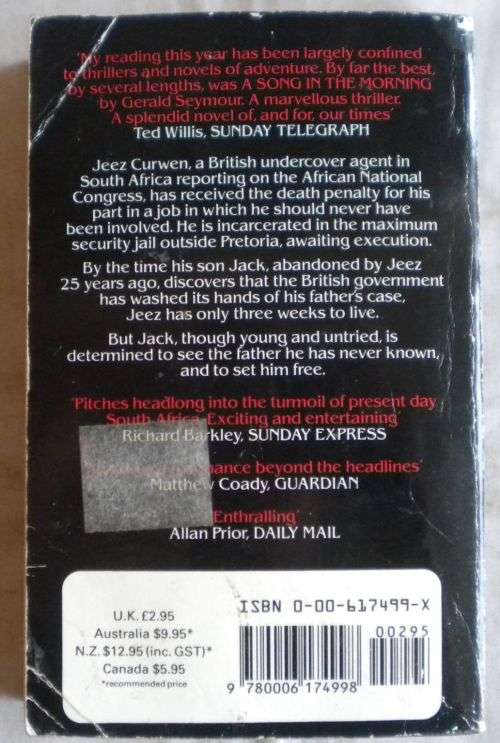 'My reading this year has been largely confined
to thrillers and novels of adventure. By far the best,
by several lengths, was A SONG IN THE MORNING
by Gerald Seymour. A marvellous thriller.
A splendid novel of, and for, our times'
Ted Willis, SUNDAY TELEGRAPH
Jeez Curwen, a British undercover agent in
South Africa reporting on the African National
Congress, has received the death penalty for his
part in a job in which he should never have
been involved. He is incarcerated in the maximum
security jail outside Pretoria, awaiting execution.
By the time his son Jack, abandoned by Jeez
25 years ago, discovers that the British government
has washed its hands of his father's case,
Jeez has only three weeks to live.
But Jack, though young and untried, is
determined to see the father he has never known,
and to set him free.
'Pitches headlong into the turmoil of present day
South Africa. Exciting and entertaining'
Richard Barkley, SUNDAY EXPRESS
beyond the headlines'
Matthew Coady, GUARDIAN
'Enthralling'
Allan Prior, DAILY MAIL
U.K. £2.95
Australia $9.95*
N.Z. $12.95 (inc. GST)*
Canada $5.95
*recommended price
ISBN 0-00-617499-X
00295
9 780006 174998